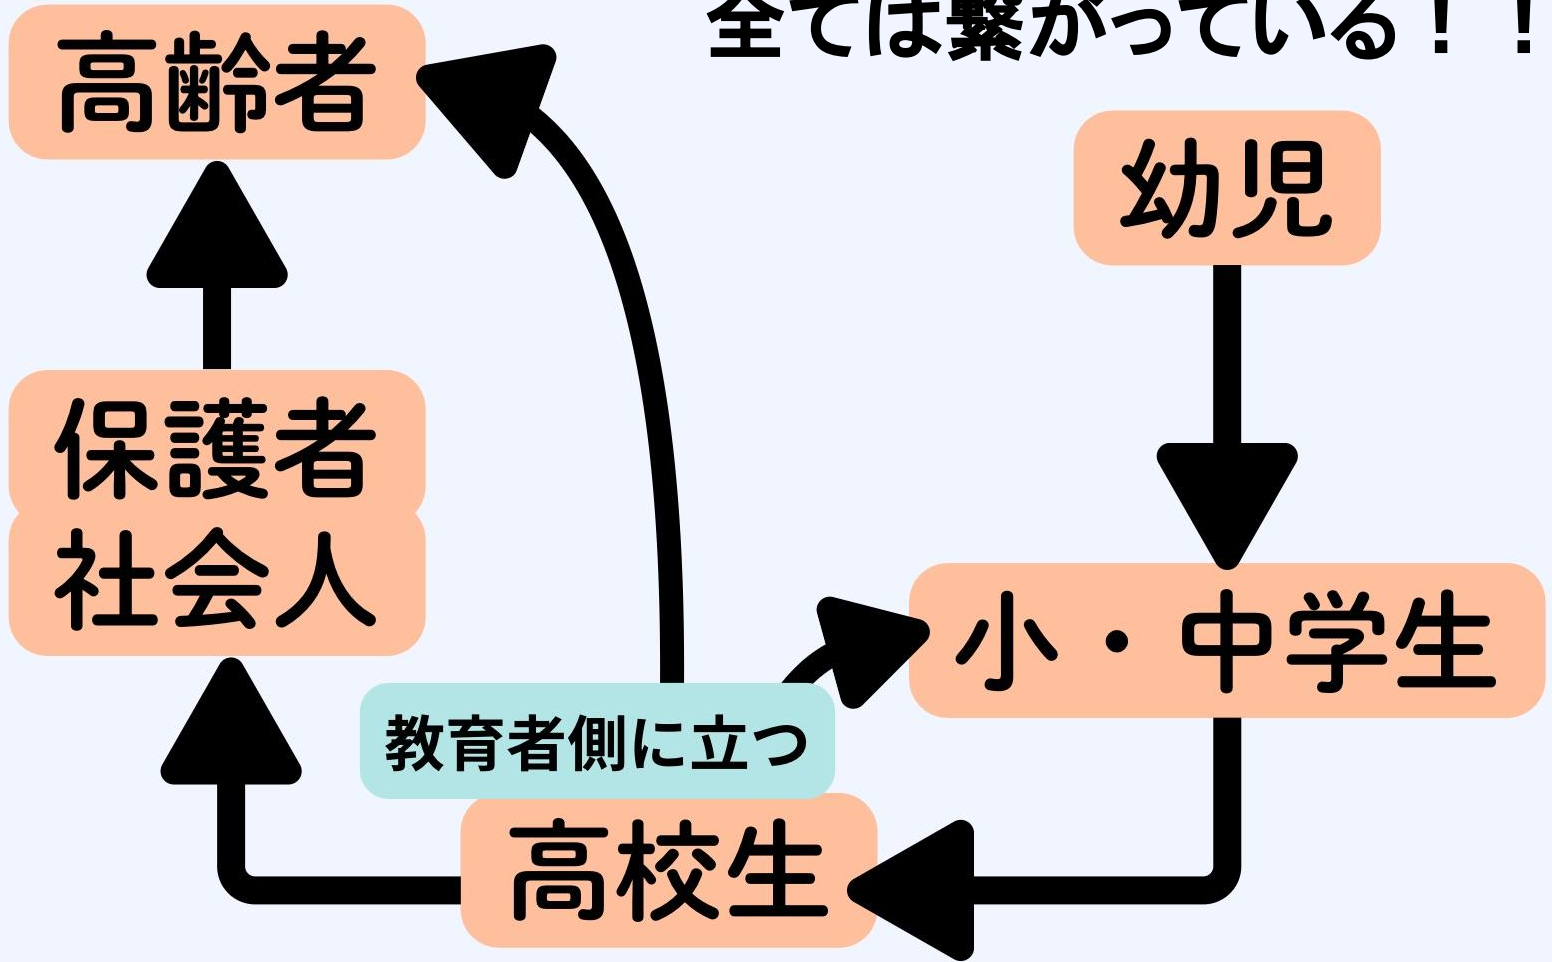 全ては繋がっている！！
高齢者
幼児
保護者
社会人
小・中学生
教育者側に立つ
高校生